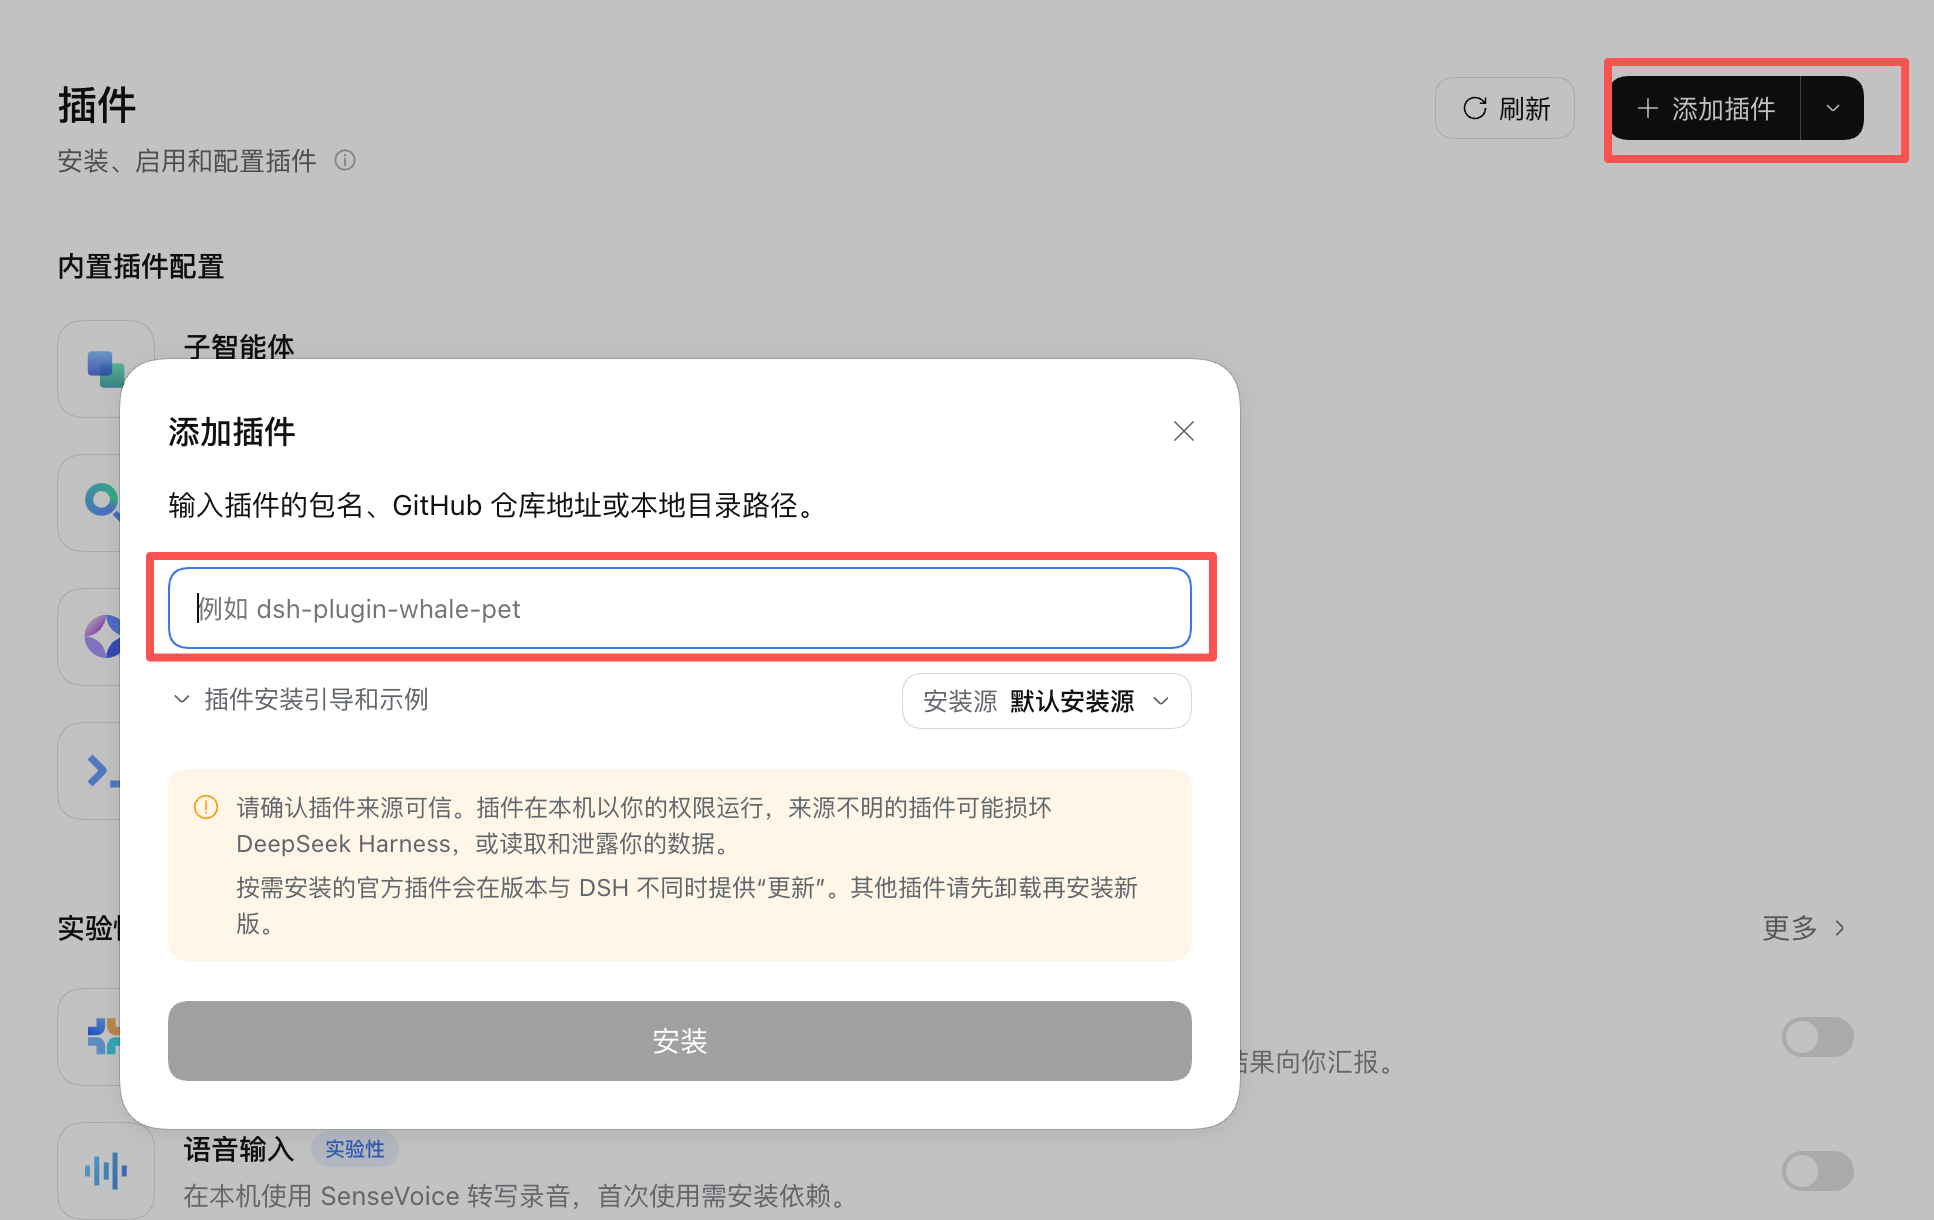 插件
刷新
添加插件
安装、启用和配置插件
内置插件配置
子智能体
添加插件
输入插件的包名、GitHub 仓库地址或本地目录路径。
例如 dsh-plugin-whale-pet
插件安装引导和示例
安装源 默认安装源
请确认插件来源可信。插件在本机以你的权限运行，来源不明的插件可能损坏
DeepSeek Harness，或读取和泄露你的数据。
按需安装的官方插件会在版本与 DSH 不同时提供“更新”。其他插件请先卸载再安装新
版。
实验
更多
安装
结果向你汇报。
语音输入 实验性
在本机使用 SenseVoice 转写录音，首次使用需安装依赖。